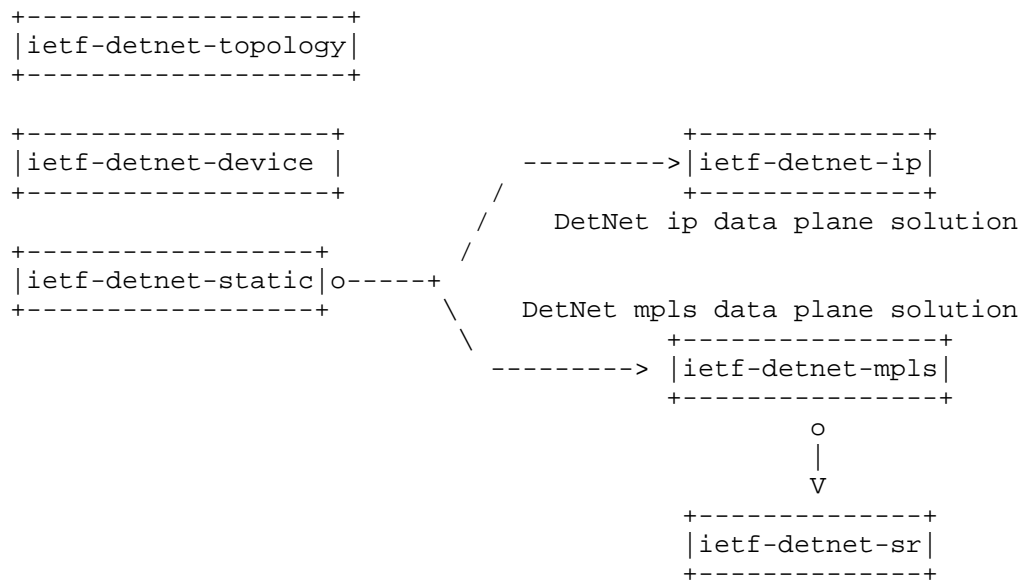 ietf-detnet-topology
ietf-detnet-device
ietf-detnet-ip
DetNet ip data plane solution
ietf-detnet-static
DetNet mpls data plane solution
ietf-detnet-mpls
ietf-detnet-sr